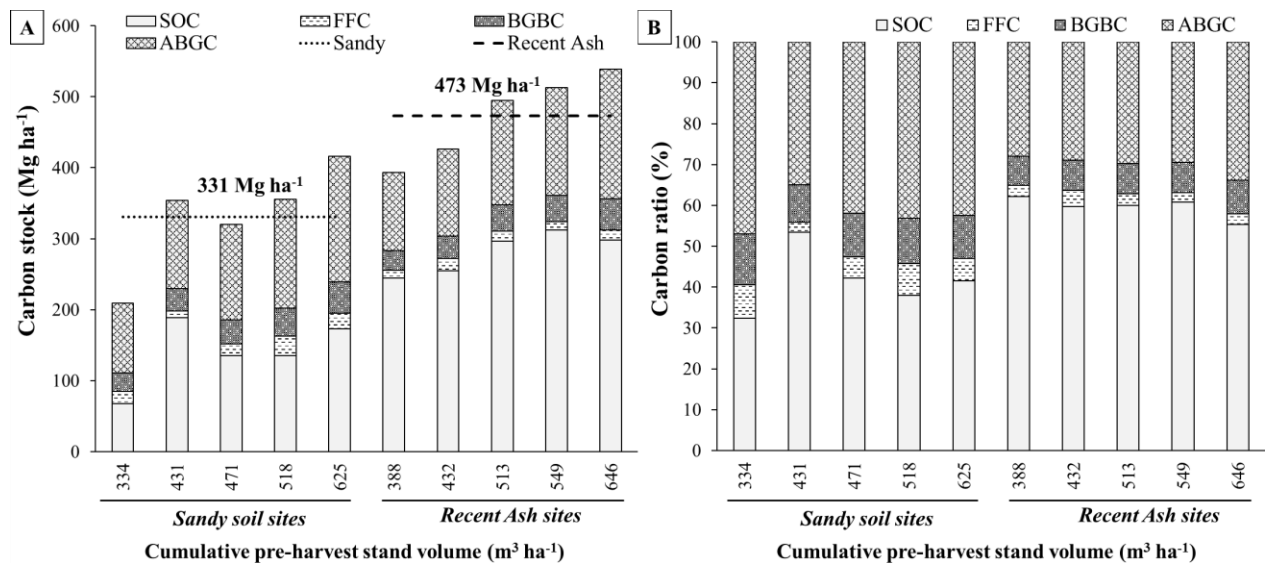 A
SOC FFC BGBC
ABGC Sandy Recent Ash
600
500
400
300
200
100
0
Carbon stock (Mg ha-1)
331 Mg ha-1
473 Mg ha-1
334 431 471 518 625 388 432 513 549 646
Sandy soil sites Recent Ash sites
Cumulative pre-harvest stand volume (m³ ha-1)
B
SOC FFC BGBC ABGC
100
90
80
70
60
50
40
30
20
10
0
Carbon ratio (%)
334 431 471 518 625 388 432 513 549 646
Sandy soil sites Recent Ash sites
Cumulative pre-harvest stand volume (m³ ha-1)